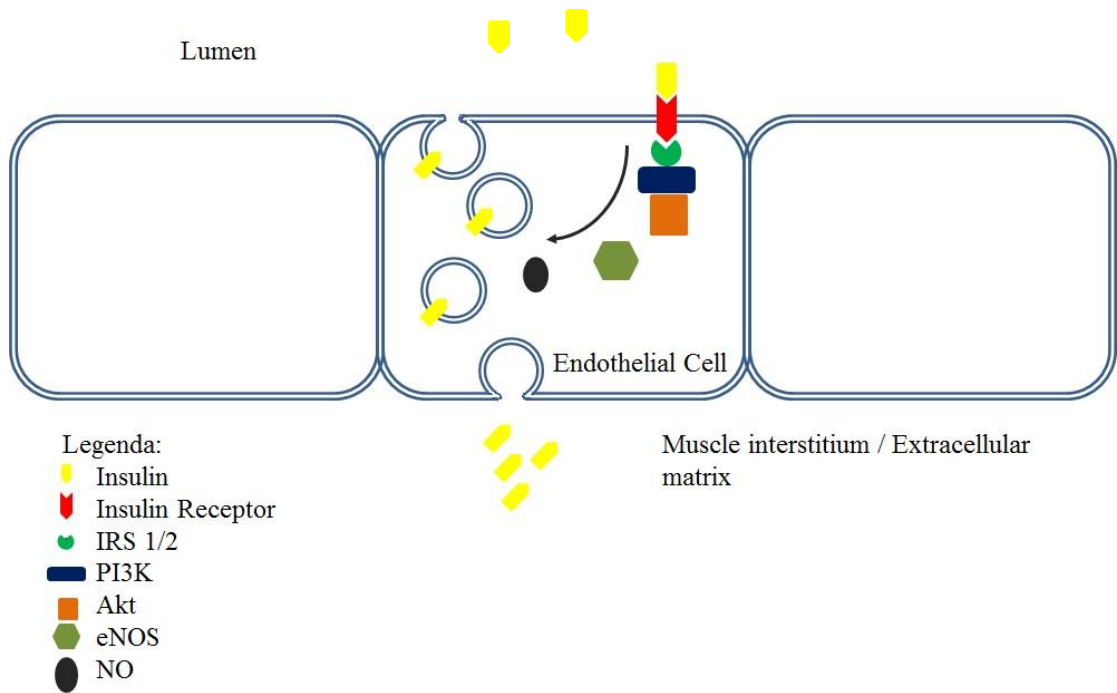 Lumen
Endothelial Cell
Muscle interstitium / Extracellular
matrix
Legenda:
Insulin
Insulin Receptor
IRS 1/2
PI3K
Akt
eNOS
NO